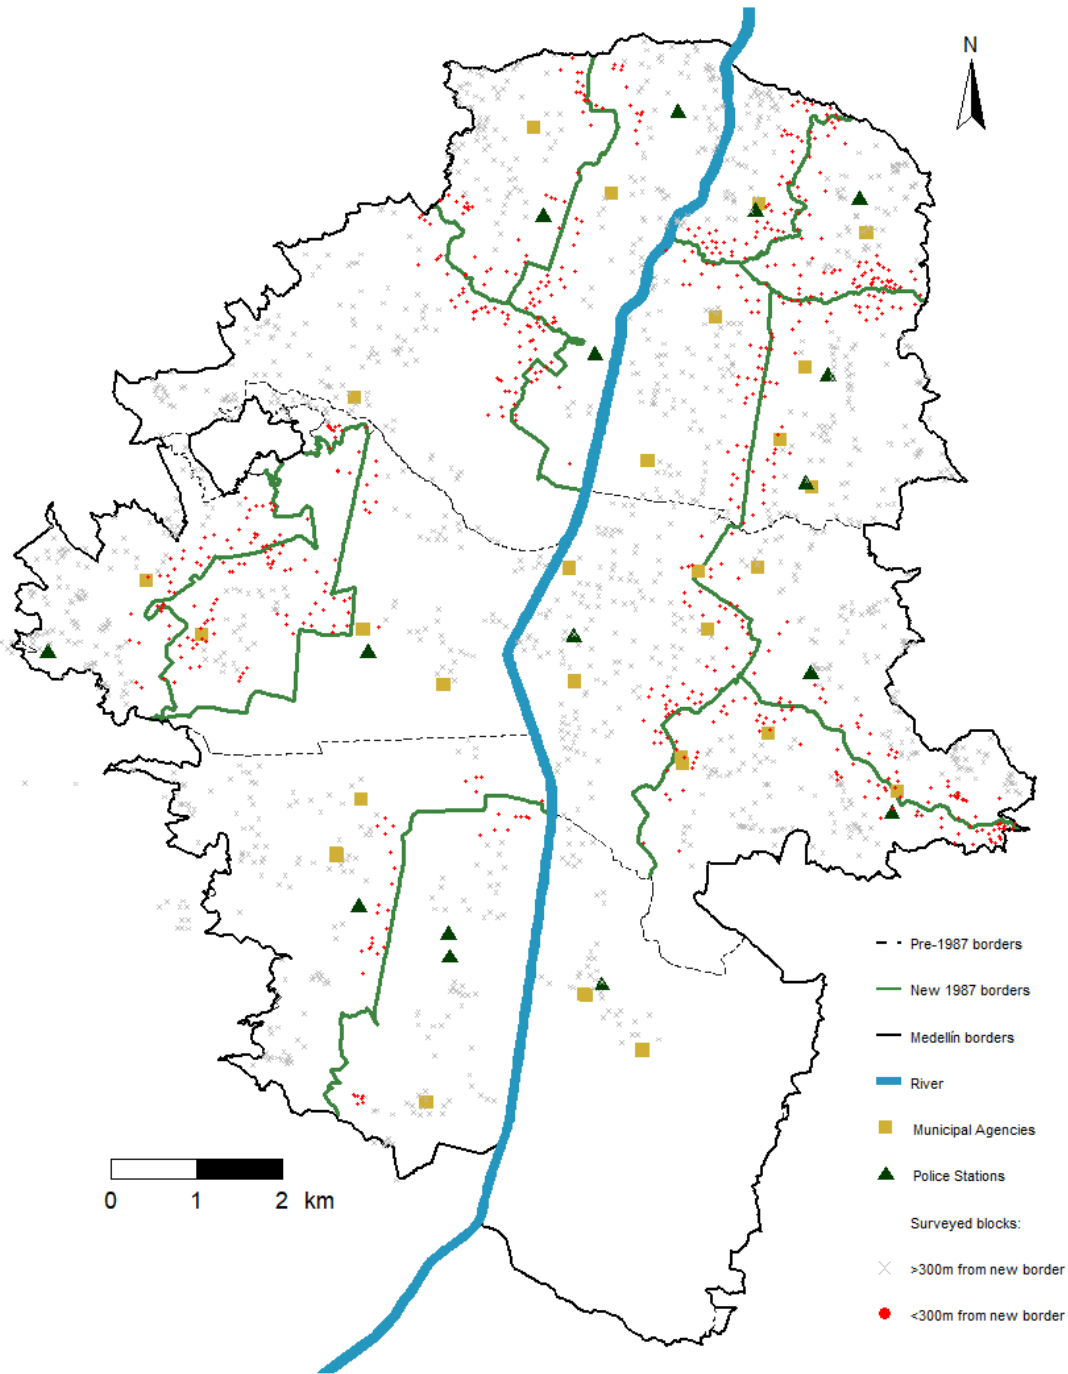 N
Pre-1987 borders
New 1987 borders
Medellín borders
River
Municipal Agencies
Police Stations
Surveyed blocks:
>300m from new border
<300m from new border
0 1 2 km